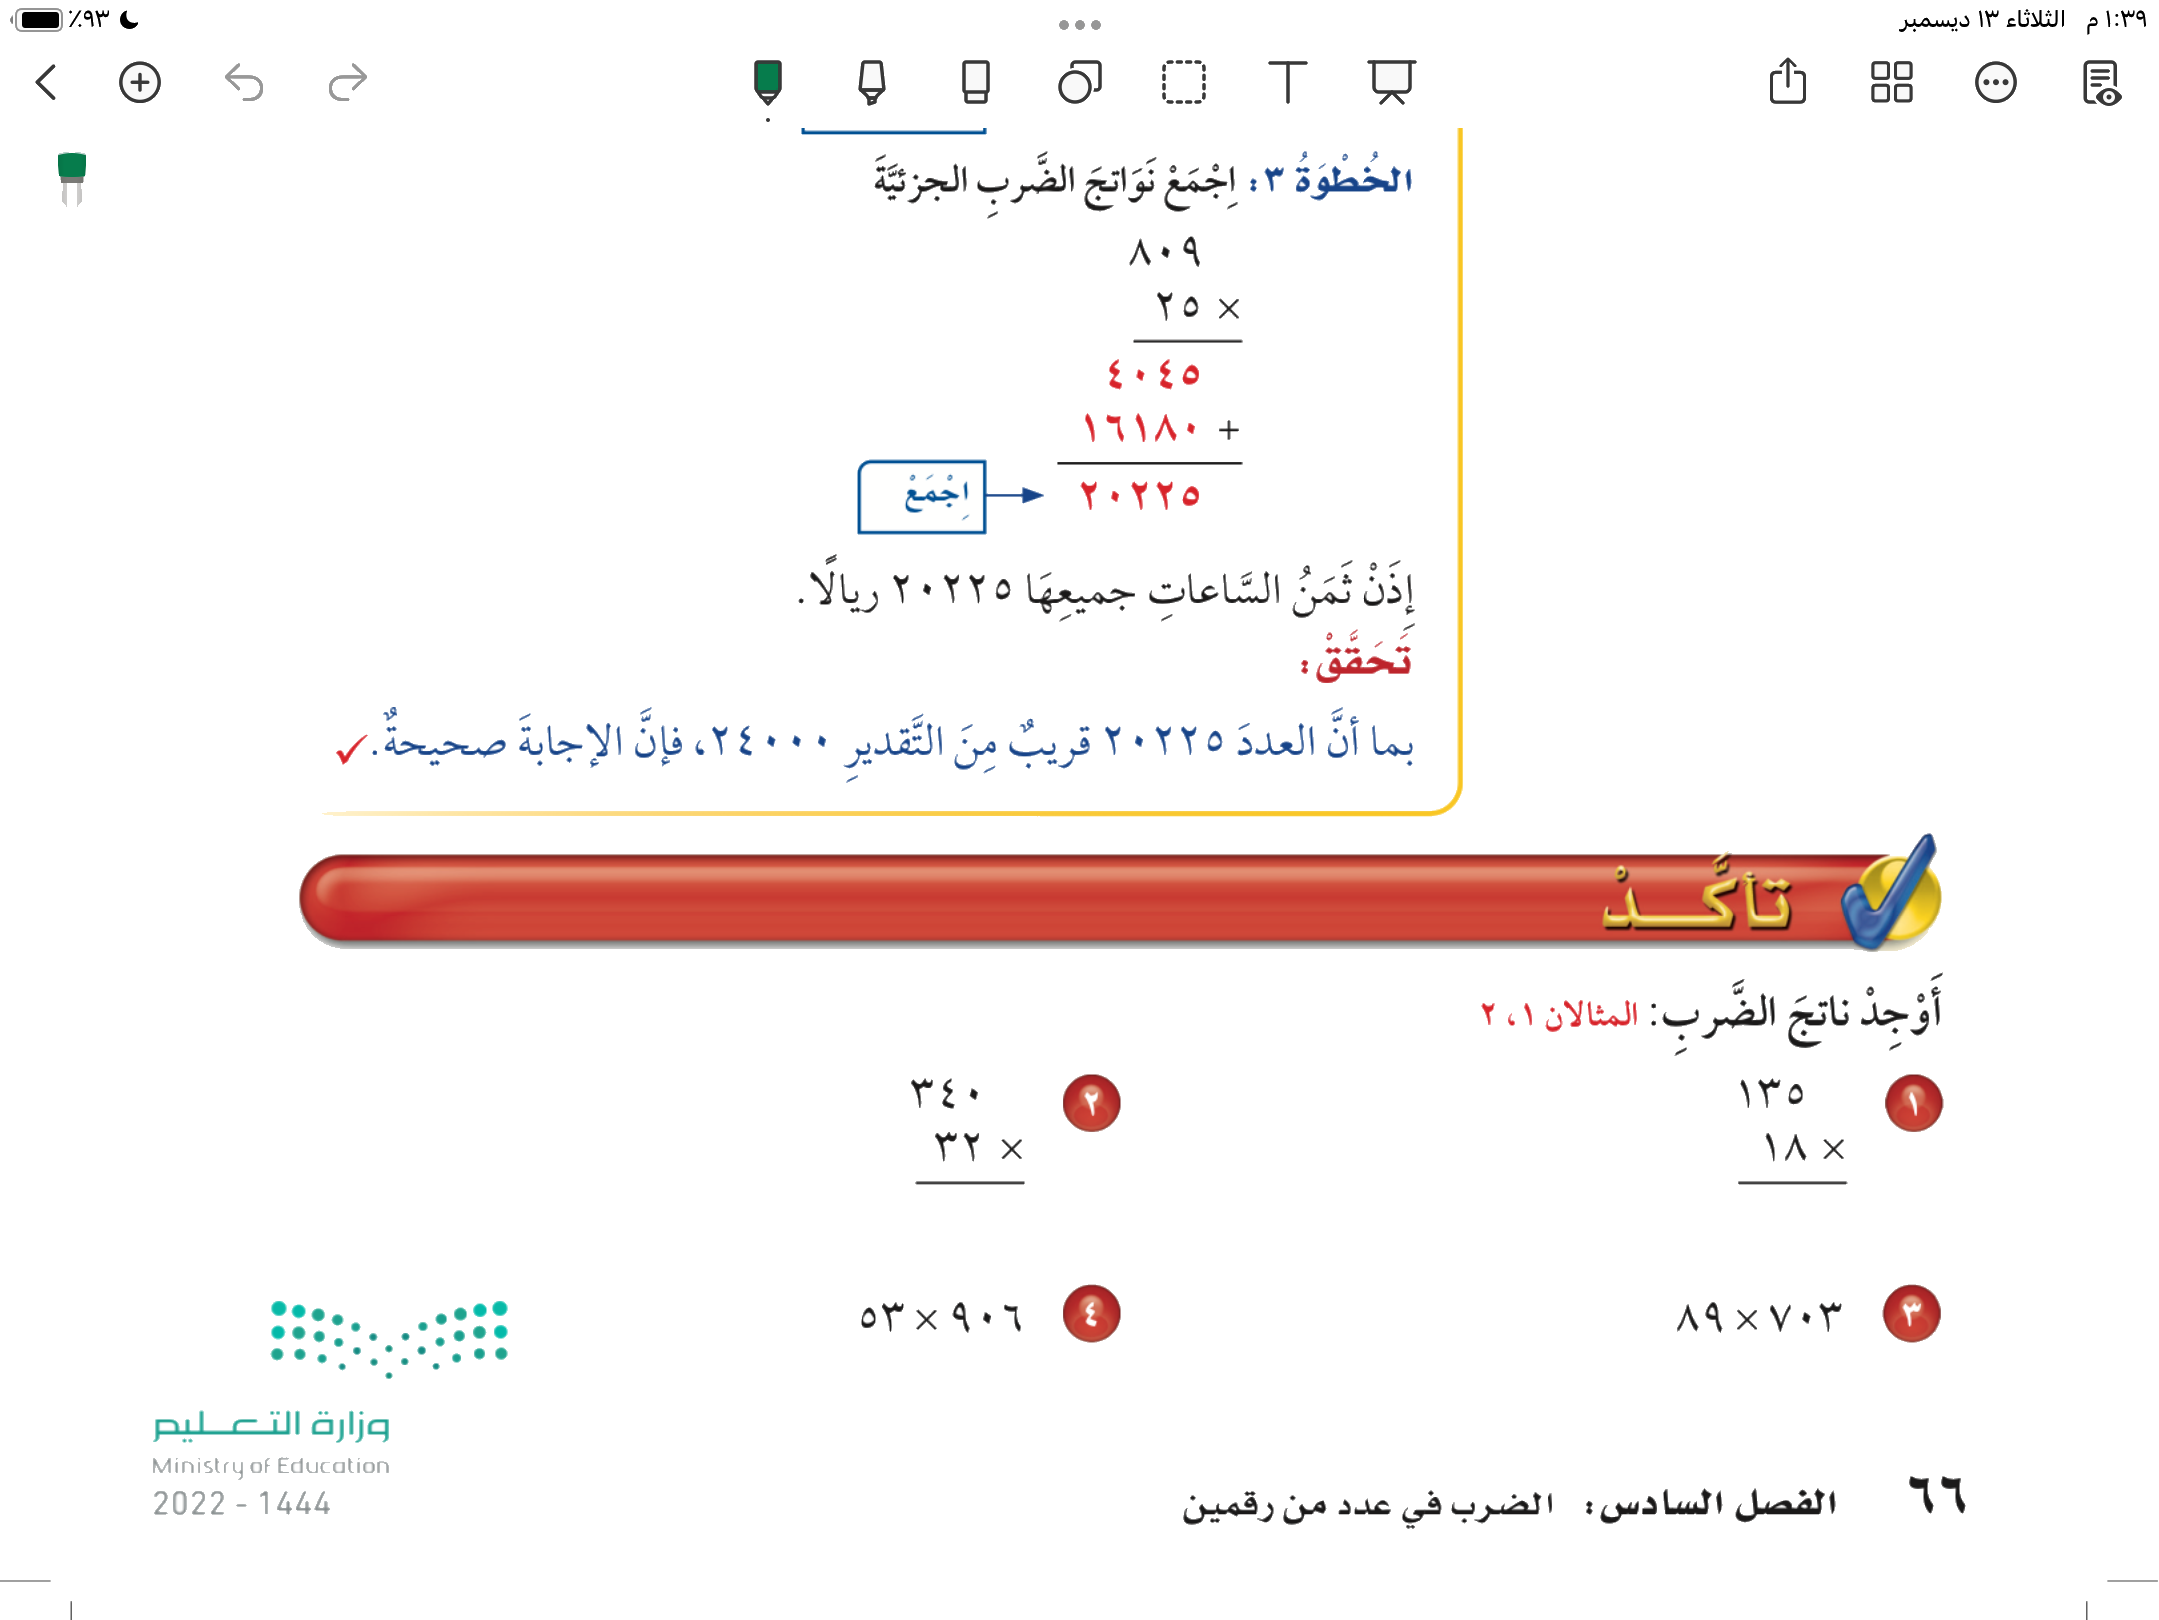 ١:٣٩ م الثلاثاء ١٣ ديسمبر
٪٩٣
الخُطْوَةُ ٣: اِجْمَعْ نَوَاتجَ الضَّربِ الجزئيَّةَ
٨٠٩
× ٢٥
٤٠٤٥
+ ١٦١٨٠
٢٠٢٢٥
اِجْمَعْ
إِذَنْ ثَمَنُ السَّاعاتِ جميعِهَا ٢٠٢٢٥ ريالًا.
تَحَقَّقْ:
بما أنَّ العددَ ٢٠٢٢٥ قريبٌ مِنَ التَّقديرِ ٢٤٠٠٠، فإنَّ الإجابةَ صحيحةٌ. ✓
تأكَّـدْ
أَوْجِدْ ناتجَ الضَّربِ: المثالان ١، ٢
١ ١٣٥
× ١٨
٢ ٣٤٠
× ٣٢
٣ ٧٠٣ × ٨٩
٤ ٩٠٦ × ٥٣
وزارة التعليم
Ministry of Education
2022 - 1444
٦٦ الفصل السادس: الضرب في عدد من رقمين